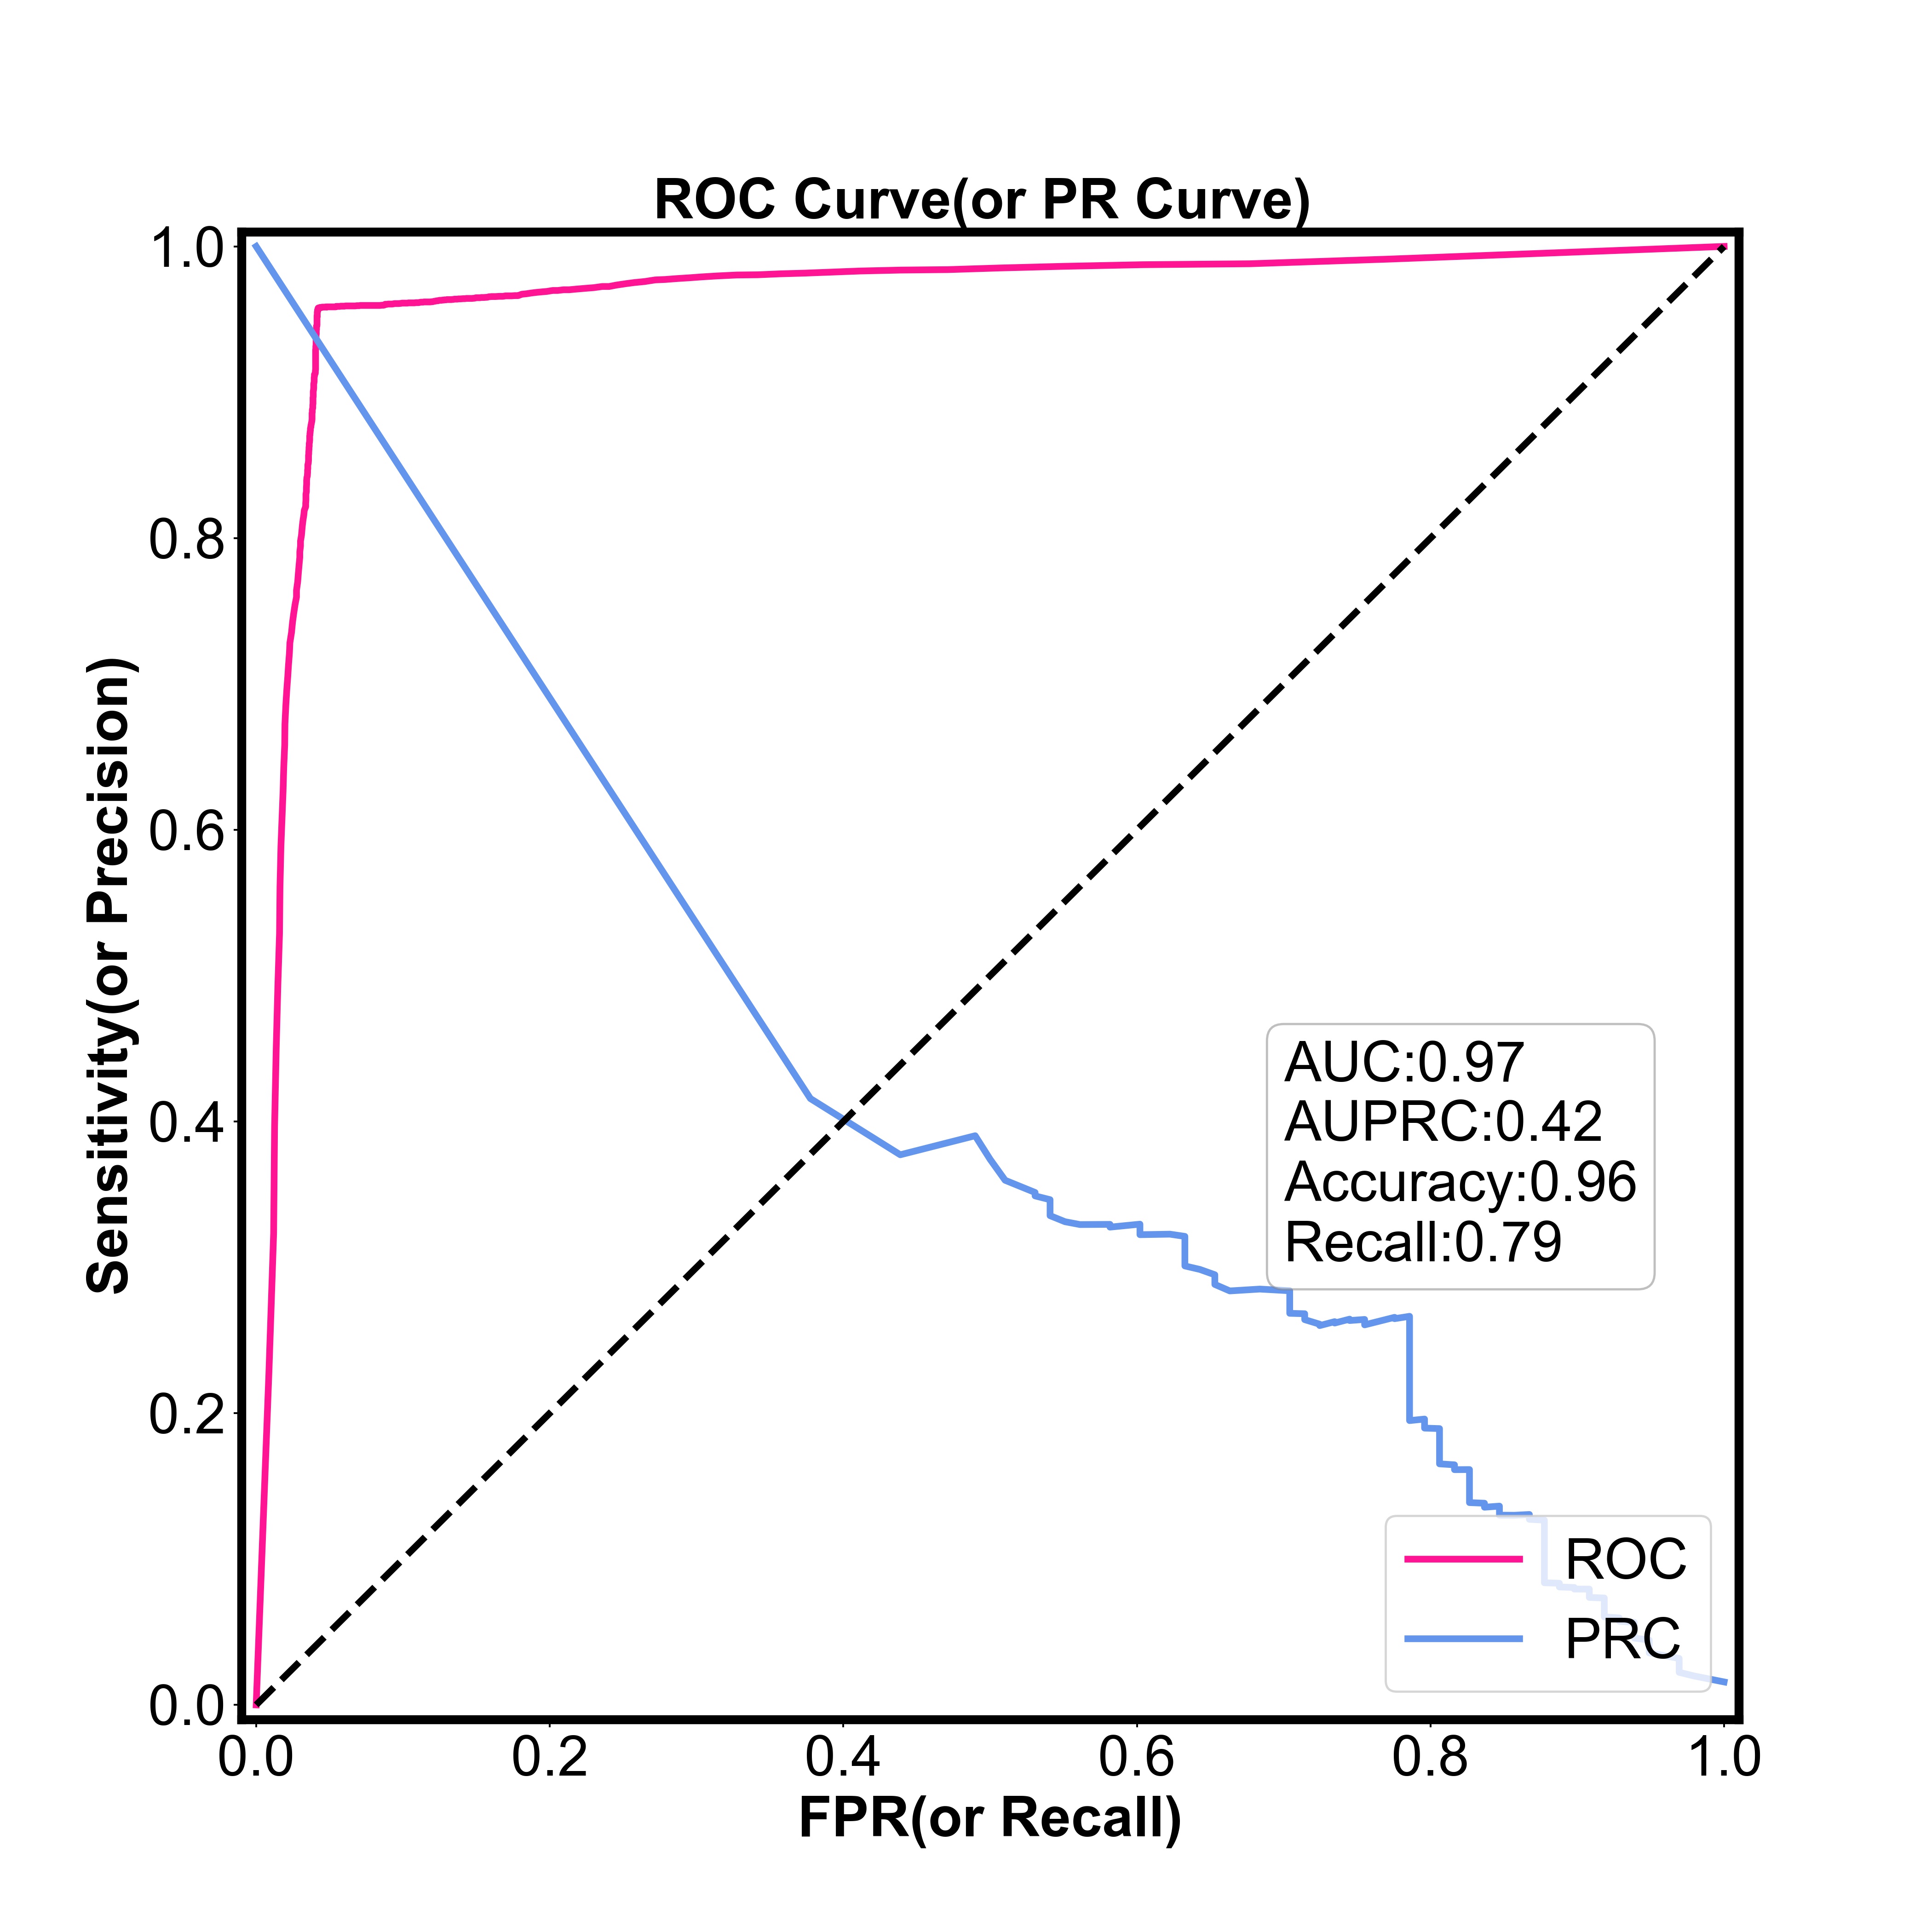 ROC Curve(or PR Curve)
Sensitivity(or Precision)
1.0
0.8
0.6
0.4
0.2
0.0
AUC:0.97
AUPRC:0.42
Accuracy:0.96
Recall:0.79
ROC
PRC
0.0 0.2 0.4 0.6 0.8 1.0
FPR(or Recall)